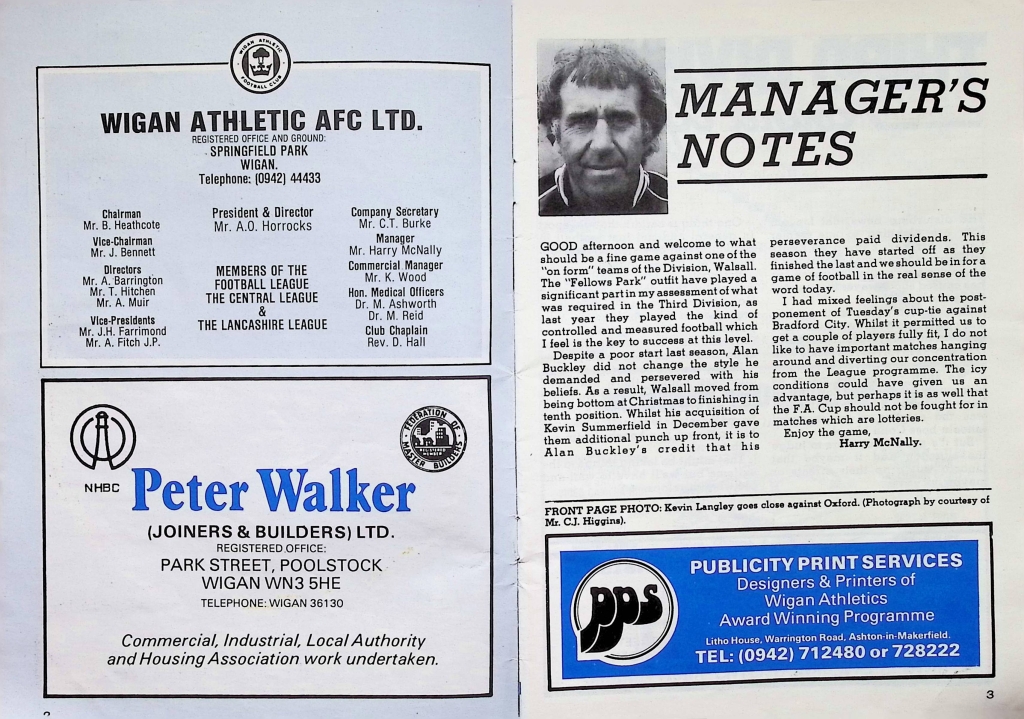 WIGAN ATHLETIC
FOOTBALL CLUB
WIGAN ATHLETIC AFC LTD.
REGISTERED OFFICE AND GROUND:
SPRINGFIELD PARK
WIGAN.
Telephone: (0942) 44433
Chairman
Mr. B. Heathcote
Vice-Chairman
Mr. J. Bennett
Directors
Mr. A. Barrington
Mr. T. Hitchen
Mr. A. Muir
Vice-Presidents
Mr. J.H. Farrimond
Mr. A. Fitch J.P.
President & Director
Mr. A.O. Horrocks
MEMBERS OF THE
FOOTBALL LEAGUE
THE CENTRAL LEAGUE
&
THE LANCASHIRE LEAGUE
Company Secretary
Mr. C.T. Burke
Manager
Mr. Harry McNally
Commercial Manager
Mr. K. Wood
Hon. Medical Officers
Dr. M. Ashworth
Dr. M. Reid
Club Chaplain
Rev. D. Hall
NHBC
FEDERATION OF
MASTER BUILDERS
REGISTERED
MEMBER
Peter Walker
(JOINERS & BUILDERS) LTD.
REGISTERED OFFICE:
PARK STREET, POOLSTOCK
WIGAN WN3 5HE
TELEPHONE: WIGAN 36130
Commercial, Industrial, Local Authority
and Housing Association work undertaken.
MANAGER'S
NOTES
GOOD afternoon and welcome to what
should be a fine game against one of the
"on form" teams of the Division, Walsall.
The "Fellows Park" outfit have played a
significant part in my assessment of what
was required in the Third Division, as
last year they played the kind of
controlled and measured football which
I feel is the key to success at this level.
Despite a poor start last season, Alan
Buckley did not change the style he
demanded and persevered with his
beliefs. As a result, Walsall moved from
being bottom at Christmas to finishing in
tenth position. Whilst his acquisition of
Kevin Summerfield in December gave
them additional punch up front, it is to
Alan Buckley's credit that his
perseverance paid dividends. This
season they have started off as they
finished the last and we should be in for a
game of football in the real sense of the
word today.
I had mixed feelings about the post-
ponement of Tuesday's cup-tie against
Bradford City. Whilst it permitted us to
get a couple of players fully fit, I do not
like to have important matches hanging
around and diverting our concentration
from the League programme. The icy
conditions could have given us an
advantage, but perhaps it is as well that
the F.A. Cup should not be fought for in
matches which are lotteries.
Enjoy the game,
Harry McNally.
FRONT PAGE PHOTO: Kevin Langley goes close against Oxford. (Photograph by courtesy of
Mr. C.J. Higgins).
pps
PUBLICITY PRINT SERVICES
Designers & Printers of
Wigan Athletics
Award Winning Programme
Litho House, Warrington Road, Ashton-in-Makerfield.
TEL: (0942) 712480 or 728222
3